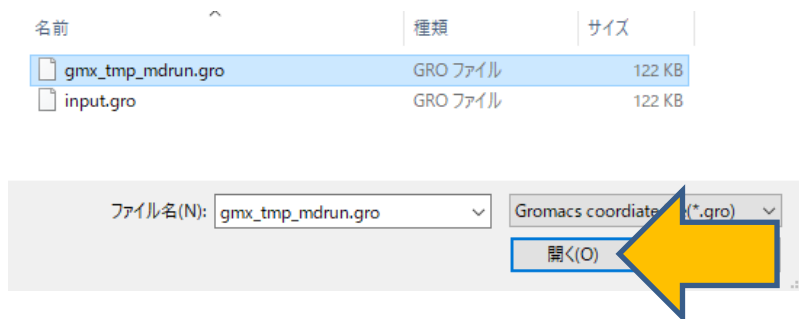 名前 種類 サイズ
gmx_tmp_mdrun.gro GRO ファイル 122 KB
input.gro GRO ファイル 122 KB
ファイル名(N): gmx_tmp_mdrun.gro Gromacs coordiate (*.gro)
開く(O)